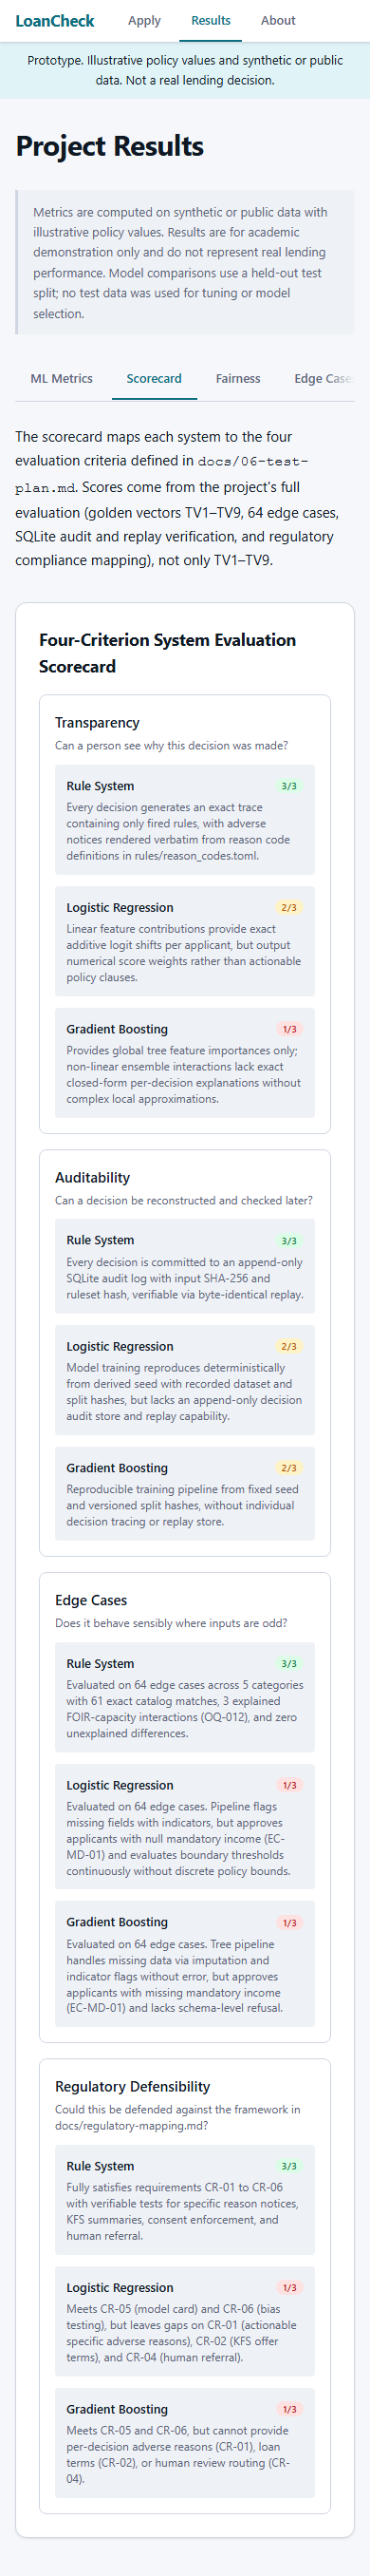 LoanCheck Apply Results About
Prototype. Illustrative policy values and synthetic or public
data. Not a real lending decision.
Project Results
Metrics are computed on synthetic or public data with
illustrative policy values. Results are for academic
demonstration only and do not represent real lending
performance. Model comparisons use a held-out test
split; no test data was used for tuning or model
selection.
ML Metrics Scorecard Fairness Edge Cases
The scorecard maps each system to the four
evaluation criteria defined in docs/06-test-
plan.md. Scores come from the project's full
evaluation (golden vectors TV1–TV9, 64 edge cases,
SQLite audit and replay verification, and regulatory
compliance mapping), not only TV1–TV9.
Four-Criterion System Evaluation
Scorecard
Transparency
Can a person see why this decision was made?
Rule System 3/3
Every decision generates an exact trace
containing only fired rules, with adverse
notices rendered verbatim from reason code
definitions in rules/reason_codes.toml.
Logistic Regression 2/3
Linear feature contributions provide exact
additive logit shifts per applicant, but output
numerical score weights rather than actionable
policy clauses.
Gradient Boosting 1/3
Provides global tree feature importances only;
non-linear ensemble interactions lack exact
closed-form per-decision explanations without
complex local approximations.
Auditability
Can a decision be reconstructed and checked later?
Rule System 3/3
Every decision is committed to an append-only
SQLite audit log with input SHA-256 and
ruleset hash, verifiable via byte-identical replay.
Logistic Regression 2/3
Model training reproduces deterministically
from derived seed with recorded dataset and
split hashes, but lacks an append-only decision
audit store and replay capability.
Gradient Boosting 2/3
Reproducible training pipeline from fixed seed
and versioned split hashes, without individual
decision tracing or replay store.
Edge Cases
Does it behave sensibly where inputs are odd?
Rule System 3/3
Evaluated on 64 edge cases across 5 categories
with 61 exact catalog matches, 3 explained
FOIR-capacity interactions (OQ-012), and zero
unexplained differences.
Logistic Regression 1/3
Evaluated on 64 edge cases. Pipeline flags
missing fields with indicators, but approves
applicants with null mandatory income (EC-
MD-01) and evaluates boundary thresholds
continuously without discrete policy bounds.
Gradient Boosting 1/3
Evaluated on 64 edge cases. Tree pipeline
handles missing data via imputation and
indicator flags without error, but approves
applicants with missing mandatory income
(EC-MD-01) and lacks schema-level refusal.
Regulatory Defensibility
Could this be defended against the framework in
docs/regulatory-mapping.md?
Rule System 3/3
Fully satisfies requirements CR-01 to CR-06
with verifiable tests for specific reason notices,
KFS summaries, consent enforcement, and
human referral.
Logistic Regression 1/3
Meets CR-05 (model card) and CR-06 (bias
testing), but leaves gaps on CR-01 (actionable
specific adverse reasons), CR-02 (KFS offer
terms), and CR-04 (human referral).
Gradient Boosting 1/3
Meets CR-05 and CR-06, but cannot provide
per-decision adverse reasons (CR-01), loan
terms (CR-02), or human review routing (CR-
04).